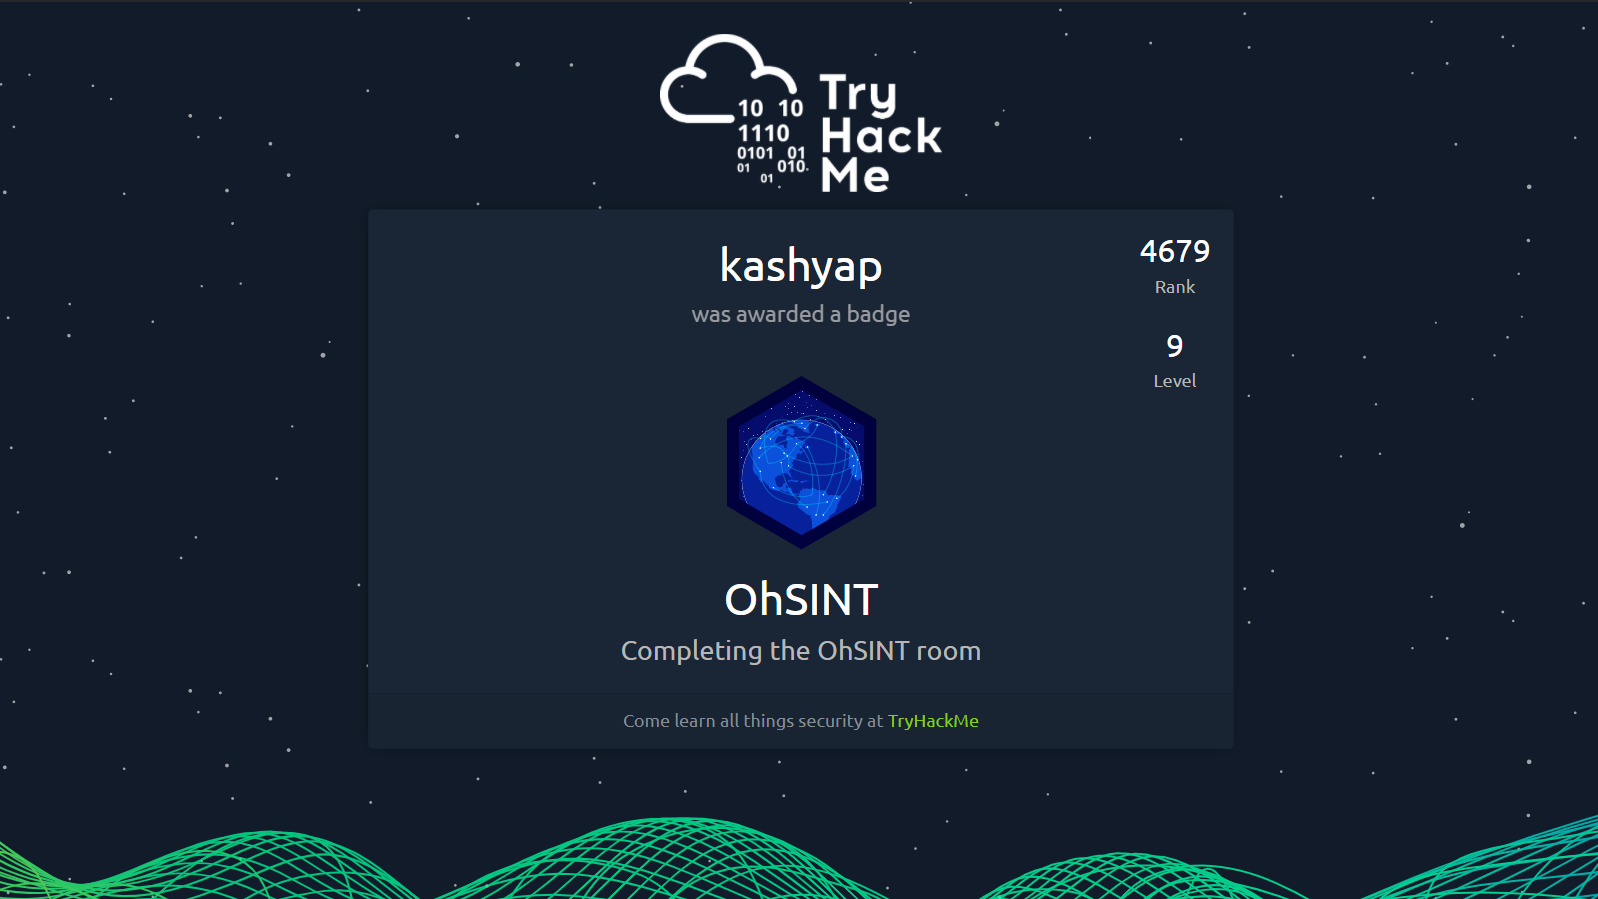 10 10
1110
0101 01
01 010
01
Try
Hack
Me
kashyap
was awarded a badge
4679
Rank
9
Level
OhSINT
Completing the OhSINT room
Come learn all things security at TryHackMe